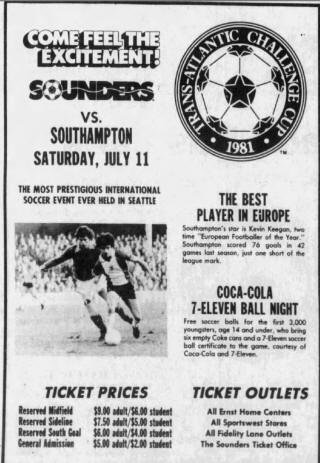 COME FEEL THE
EXCITEMENT!
SOUNDERS
VS.
SOUTHAMPTON
SATURDAY, JULY 11
TRANS-ATLANTIC CHALLENGE CUP
• 1981 •
TM
THE MOST PRESTIGIOUS INTERNATIONAL
SOCCER EVENT EVER HELD IN SEATTLE
THE BEST
PLAYER IN EUROPE
Southampton's star is Kevin Keegan, two
time "European Footballer of the Year."
Southampton scored 76 goals in 42
games last season, just one short of the
league mark.
COCA-COLA
7-ELEVEN BALL NIGHT
Free soccer balls for the first 3,000
youngsters, age 14 and under, who bring
six empty Coke cans and a 7-Eleven soccer
ball certificate to the game, courtesy of
Coca-Cola and 7-Eleven.
TICKET PRICES
Reserved Midfield $9.00 adult/$6.00 student
Reserved Sideline $7.50 adult/$5.00 student
Reserved South Goal $6.00 adult/$4.00 student
General Admission $5.00 adult/$2.00 student
TICKET OUTLETS
All Ernst Home Centers
All Sportswest Stores
All Fidelity Lane Outlets
The Sounders Ticket Office